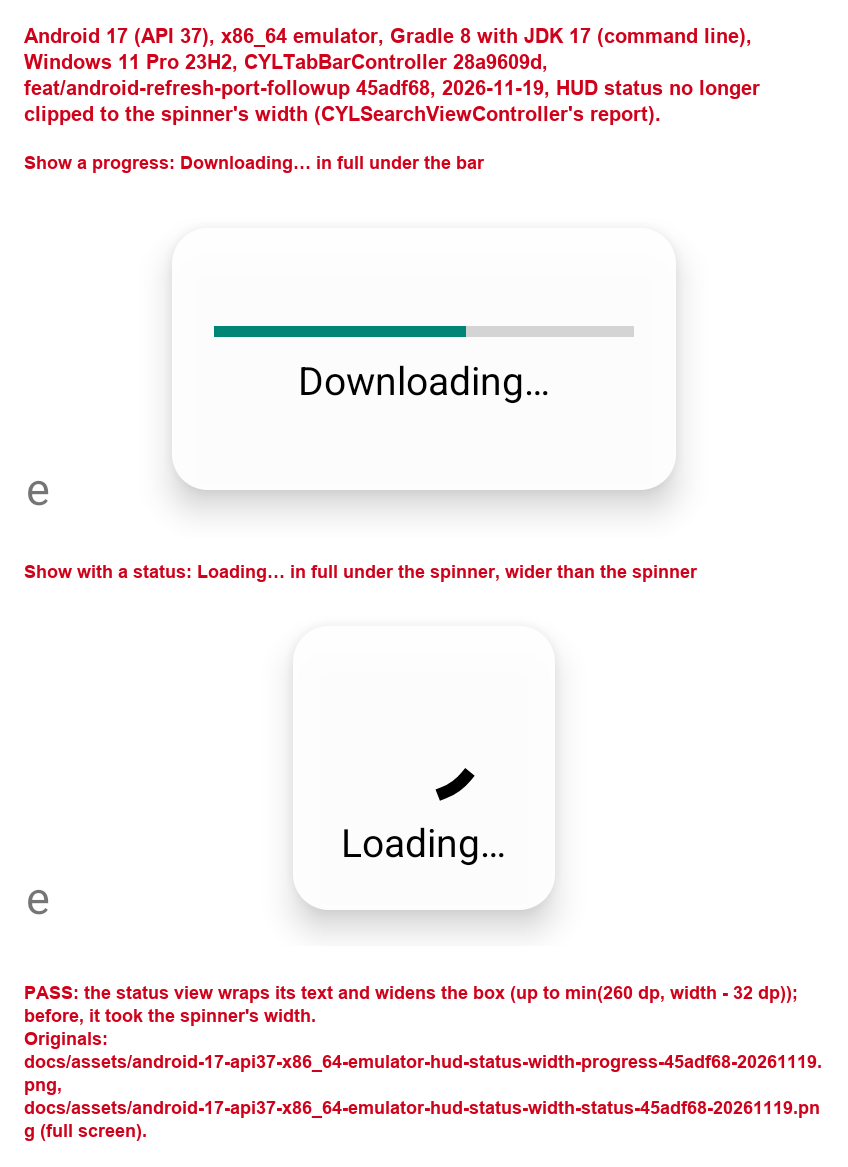 Android 17 (API 37), x86_64 emulator, Gradle 8 with JDK 17 (command line),
Windows 11 Pro 23H2, CYLTabBarController 28a9609d,
feat/android-refresh-port-followup 45adf68, 2026-11-19, HUD status no longer
clipped to the spinner's width (CYLSearchViewController's report).
Show a progress: Downloading… in full under the bar
Downloading…
e
Show with a status: Loading… in full under the spinner, wider than the spinner
Loading…
e
PASS: the status view wraps its text and widens the box (up to min(260 dp, width - 32 dp));
before, it took the spinner's width.
Originals:
docs/assets/android-17-api37-x86_64-emulator-hud-status-width-progress-45adf68-20261119.
png,
docs/assets/android-17-api37-x86_64-emulator-hud-status-width-status-45adf68-20261119.pn
g (full screen).